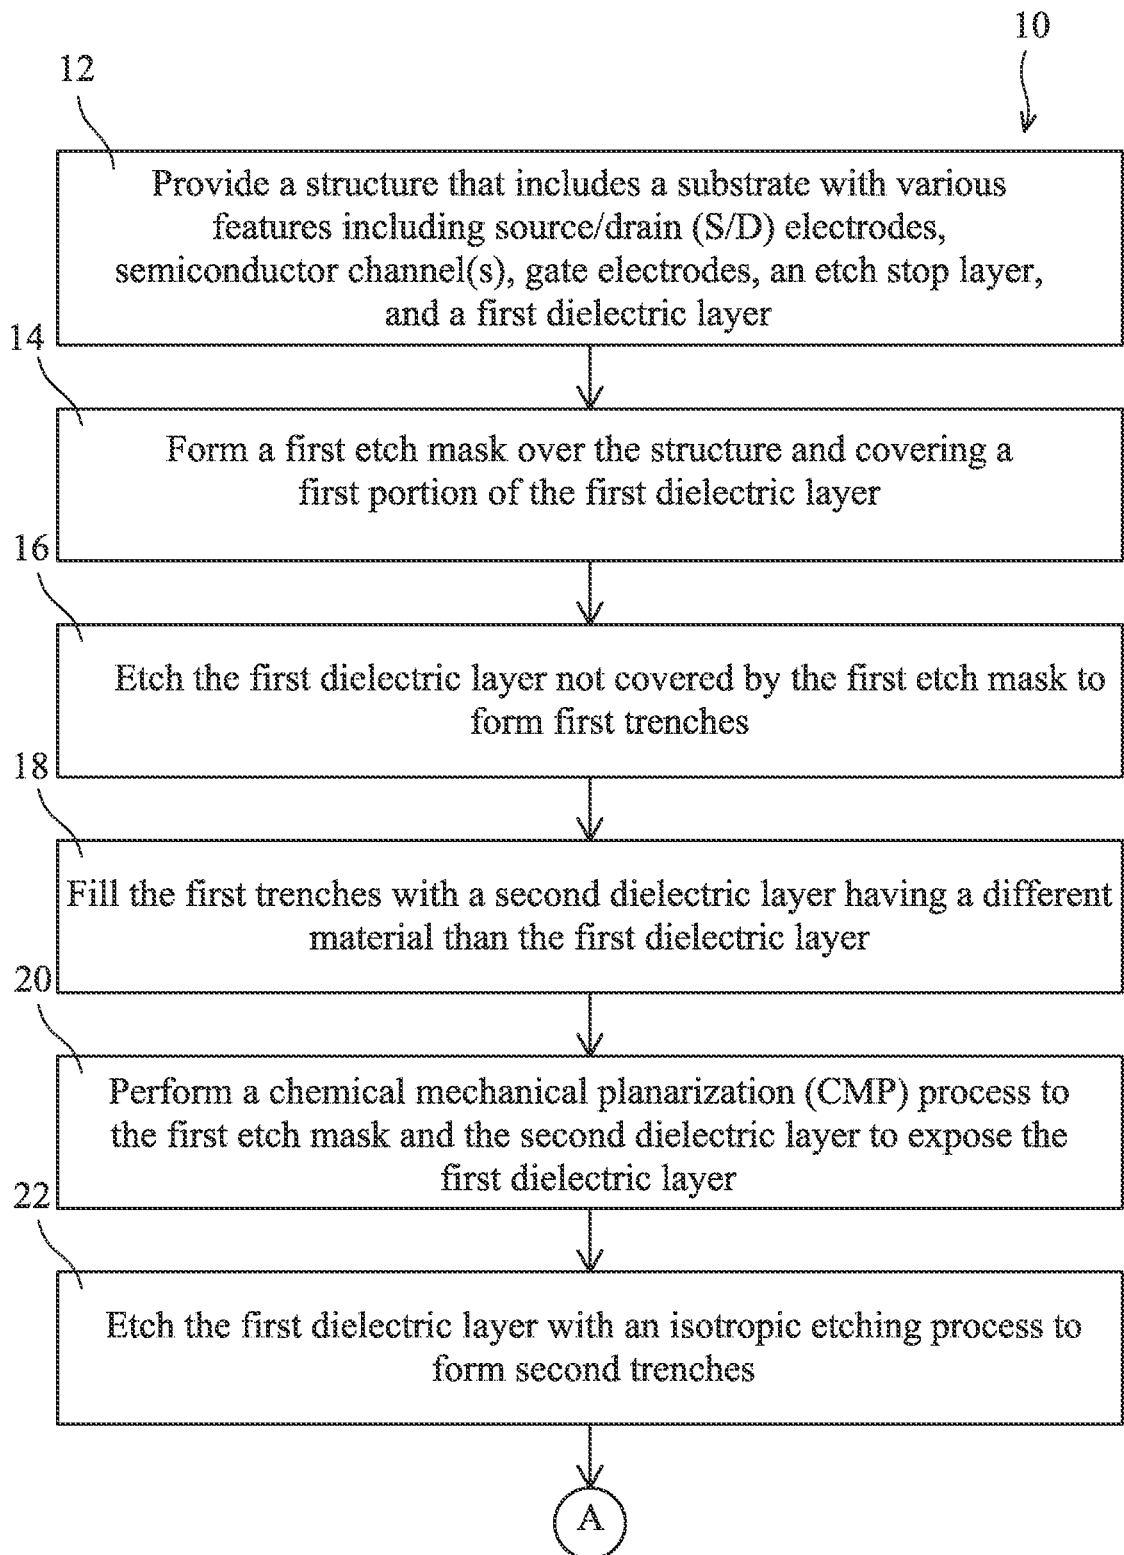 10
12
Provide a structure that includes a substrate with various
features including source/drain (S/D) electrodes,
semiconductor channel(s), gate electrodes, an etch stop layer,
and a first dielectric layer
14
Form a first etch mask over the structure and covering a
first portion of the first dielectric layer
16
Etch the first dielectric layer not covered by the first etch mask to
form first trenches
18
Fill the first trenches with a second dielectric layer having a different
material than the first dielectric layer
20
Perform a chemical mechanical planarization (CMP) process to
the first etch mask and the second dielectric layer to expose the
first dielectric layer
22
Etch the first dielectric layer with an isotropic etching process to
form second trenches
A